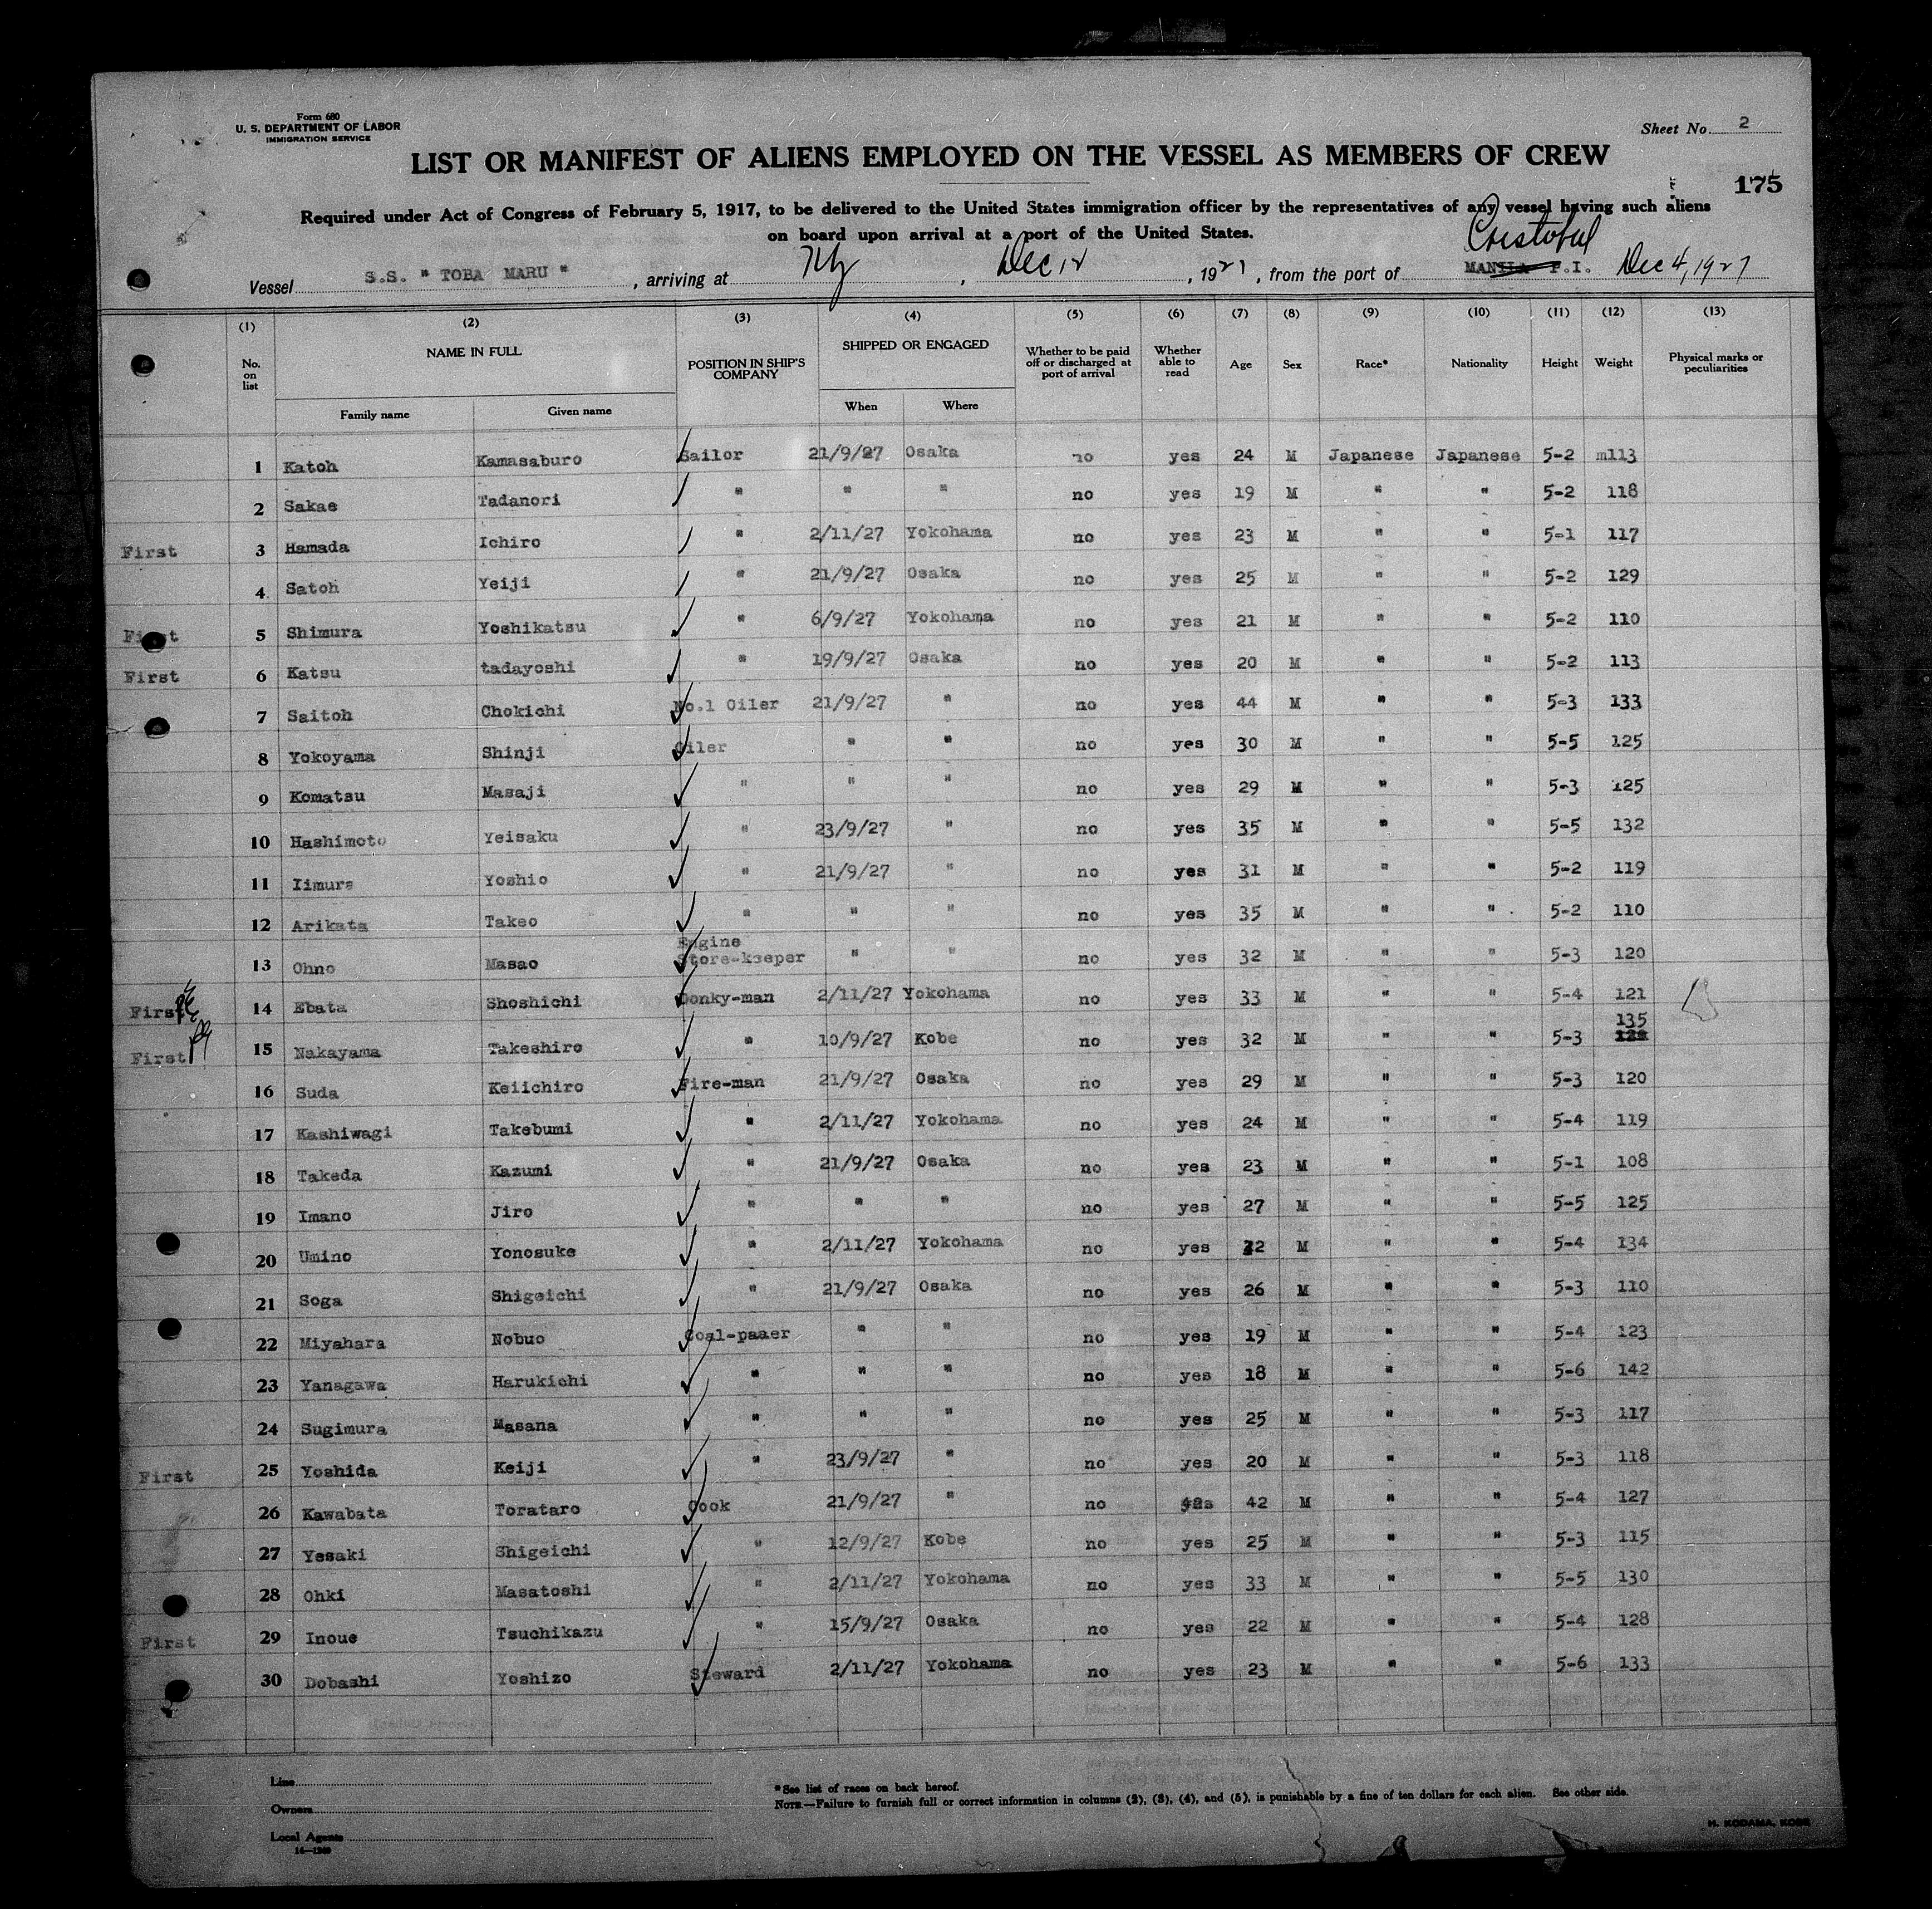 Form 680
U. S. DEPARTMENT OF LABOR
IMMIGRATION SERVICE
Sheet No. 2
LIST OR MANIFEST OF ALIENS EMPLOYED ON THE VESSEL AS MEMBERS OF CREW
175
Required under Act of Congress of February 5, 1917, to be delivered to the United States immigration officer by the representatives of any vessel having such aliens
on board upon arrival at a port of the United States.
Cristobal
Vessel S.S. " TOBA MARU " , arriving at Ny , Dec 12 , 1927 , from the port of MANILA P.I. Dec 4, 1927
(1) (2) (3) (4) (5) (6) (7) (8) (9) (10) (11) (12) (13)
No. on list NAME IN FULL Family name Given name POSITION IN SHIP'S COMPANY SHIPPED OR ENGAGED When Where Whether to be paid off or discharged at port of arrival Whether able to read Age Sex Race* Nationality Height Weight Physical marks or peculiarities
1 Katoh Kamasaburo Sailor 21/9/27 Osaka no yes 24 M Japanese Japanese 5-2 m113
2 Sakae Tadanori " " " no yes 19 M " " 5-2 118
First 3 Hamada Ichiro " 2/11/27 Yokohama no yes 23 M " " 5-1 117
4 Satoh Yeiji " 21/9/27 Osaka no yes 25 M " " 5-2 129
First 5 Shimura Yoshikatsu " 6/9/27 Yokohama no yes 21 M " " 5-2 110
First 6 Katsu tadayoshi " 19/9/27 Osaka no yes 20 M " " 5-2 113
7 Saitoh Chokichi No.1 Oiler 21/9/27 " no yes 44 M " " 5-3 133
8 Yokoyama Shinji Oiler " " no yes 30 M " " 5-5 125
9 Komatsu Masaji " " " no yes 29 M " " 5-3 125
10 Hashimoto Yeisaku " 23/9/27 " no yes 35 M " " 5-5 132
11 Iimura Yoshio " 21/9/27 " no yes 31 M " " 5-2 119
12 Arikata Takeo " " " no yes 35 M " " 5-2 110
13 Ohno Masao Engine Store-keeper " " no yes 32 M " " 5-3 120
First 14 Ebata Shoshichi Donky-man 2/11/27 Yokohama no yes 33 M " " 5-4 121
First 15 Nakayama Takeshiro " 10/9/27 Kobe no yes 32 M " " 5-3 135
16 Suda Keiichiro Fire-man 21/9/27 Osaka no yes 29 M " " 5-3 120
17 Kashiwagi Takebumi " 2/11/27 Yokohama no yes 24 M " " 5-4 119
18 Takeda Kazumi " 21/9/27 Osaka no yes 23 M " " 5-1 108
19 Imano Jiro " " " no yes 27 M " " 5-5 125
20 Umino Yonosuke " 2/11/27 Yokohama no yes M " " 5-4 134
21 Soga Shigeichi " 21/9/27 Osaka no yes 26 M " " 5-3 110
22 Miyahara Nobuo Coal-paaer " " no yes 19 M " " 5-4 123
23 Yanagawa Harukichi " " " no yes 18 M " " 5-6 142
24 Sugimura Masana " " " no yes 25 M " " 5-3 117
First 25 Yoshida Keiji " 23/9/27 " no yes 20 M " " 5-3 118
26 Kawabata Torataro Cook 21/9/27 " no yes 42 M " " 5-4 127
27 Yesaki Shigeichi " 12/9/27 Kobe no yes 25 M " " 5-3 115
28 Ohki Masatoshi " 2/11/27 Yokohama no yes 33 M " " 5-5 130
First 29 Inoue Tsuchikazu " 15/9/27 Osaka no yes 22 M " " 5-4 128
30 Dobashi Yoshizo Steward 2/11/27 Yokohama no yes 23 M " " 5-6 133
Line
Owners
Local Agents
14—1240
*See list of races on back hereof.
NOTE.—Failure to furnish full or correct information in columns (2), (3), (4), and (5), is punishable by a fine of ten dollars for each alien. See other side.
H. KODAMA, KOBE